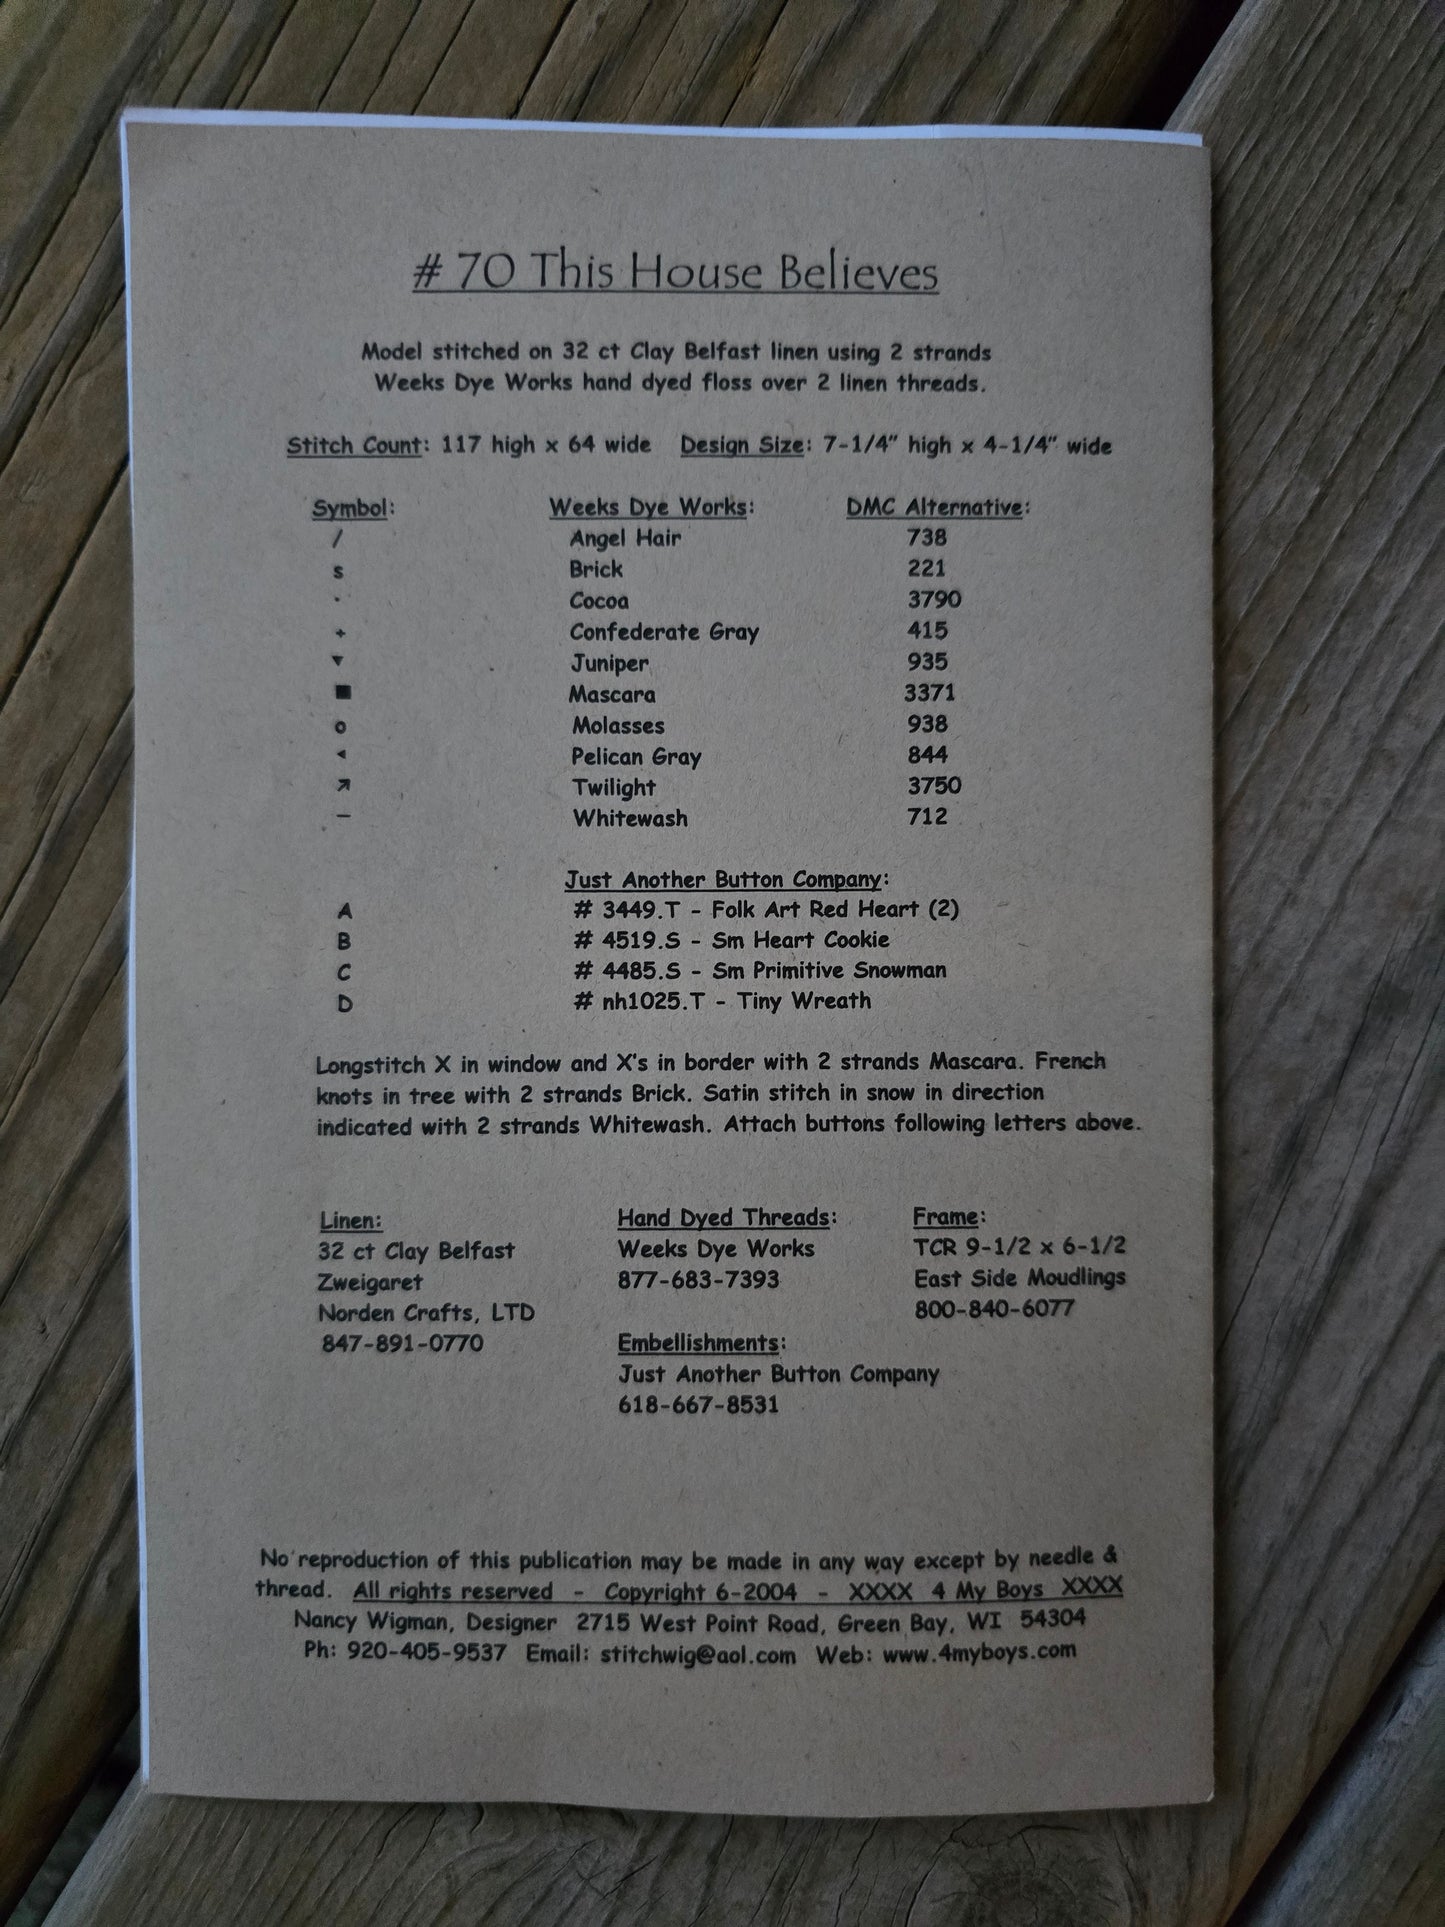 # 70 This House Believes
Model stitched on 32 ct Clay Belfast linen using 2 strands
Weeks Dye Works hand dyed floss over 2 linen threads.
Stitch Count: 117 high x 64 wide Design Size: 7-1/4" high x 4-1/4" wide
Symbol: Weeks Dye Works: DMC Alternative:
/ Angel Hair 738
s Brick 221
· Cocoa 3790
+ Confederate Gray 415
▼ Juniper 935
■ Mascara 3371
o Molasses 938
◄ Pelican Gray 844
↗ Twilight 3750
— Whitewash 712
Just Another Button Company:
A # 3449.T - Folk Art Red Heart (2)
B # 4519.S - Sm Heart Cookie
C # 4485.S - Sm Primitive Snowman
D # nh1025.T - Tiny Wreath
Longstitch X in window and X's in border with 2 strands Mascara. French
knots in tree with 2 strands Brick. Satin stitch in snow in direction
indicated with 2 strands Whitewash. Attach buttons following letters above.
Linen:
32 ct Clay Belfast
Zweigaret
Norden Crafts, LTD
847-891-0770
Hand Dyed Threads:
Weeks Dye Works
877-683-7393
Embellishments:
Just Another Button Company
618-667-8531
Frame:
TCR 9-1/2 x 6-1/2
East Side Moudlings
800-840-6077
No reproduction of this publication may be made in any way except by needle &
thread. All rights reserved - Copyright 6-2004 - XXXX 4 My Boys XXXX
Nancy Wigman, Designer 2715 West Point Road, Green Bay, WI 54304
Ph: 920-405-9537 Email: stitchwig@aol.com Web: www.4myboys.com